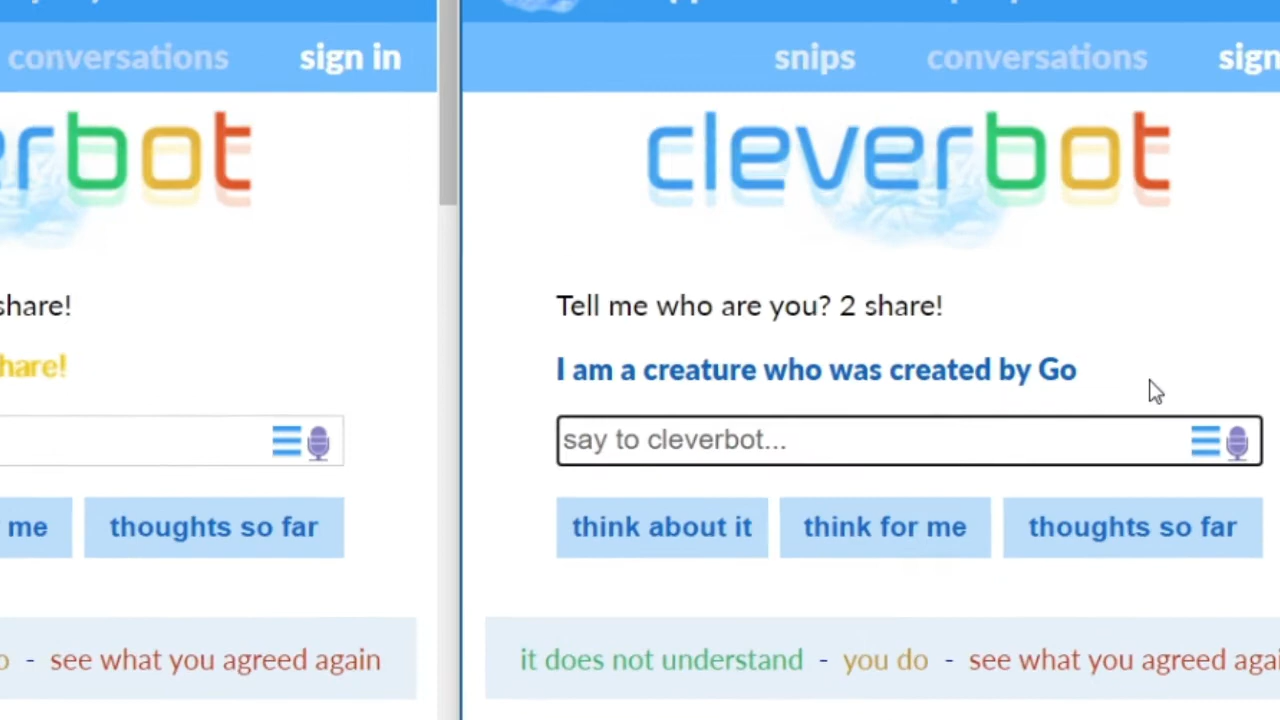 conversations sign in
snips conversations sign
erbot
cleverbot
share!
Tell me who are you? 2 share!
hare!
I am a creature who was created by Go
say to cleverbot...
me thoughts so far
think about it think for me thoughts so far
o - see what you agreed again
it does not understand - you do - see what you agreed agai